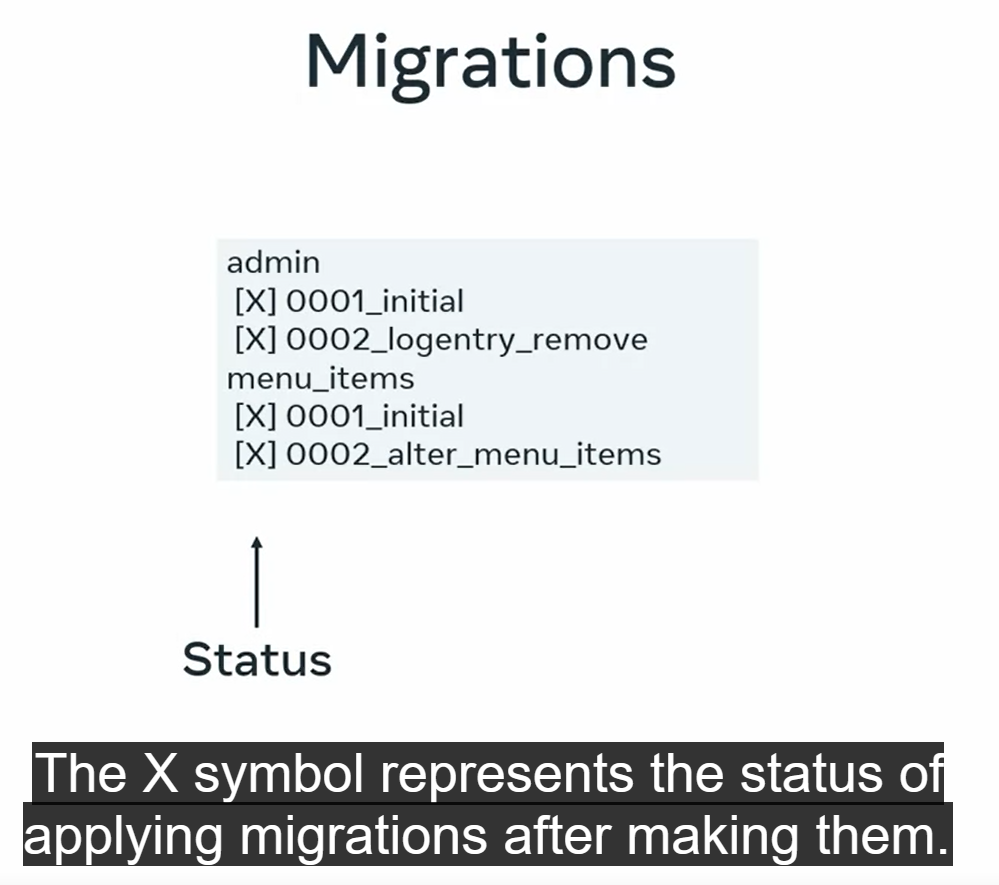 Migrations
admin
[X] 0001_initial
[X] 0002_logentry_remove
menu_items
[X] 0001_initial
[X] 0002_alter_menu_items
Status
The X symbol represents the status of
applying migrations after making them.